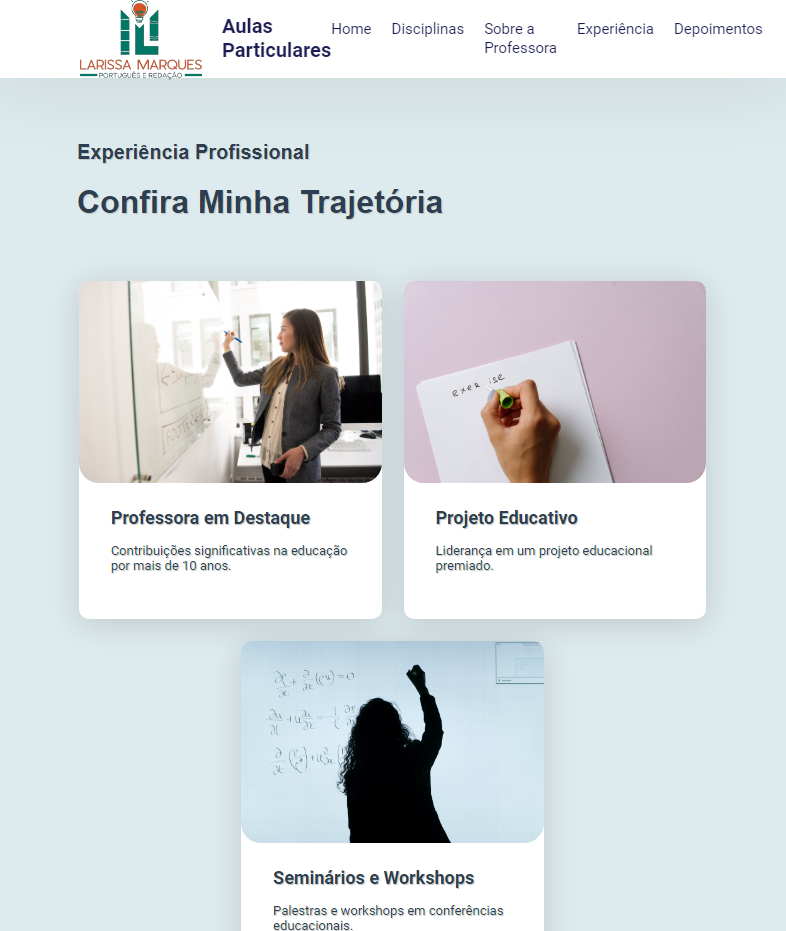 LARISSA MARQUES
PORTUGUÊS E REDAÇÃO
Aulas
Particulares
Home
Disciplinas
Sobre a
Professora
Experiência
Depoimentos
Experiência Profissional
Confira Minha Trajetória
exer ise
Professora em Destaque
Contribuições significativas na educação
por mais de 10 anos.
Projeto Educativo
Liderança em um projeto educacional
premiado.
Seminários e Workshops
Palestras e workshops em conferências
educacionais.